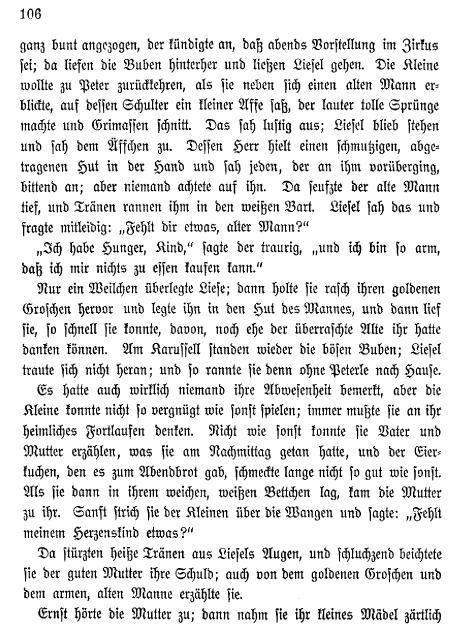 106
ganz bunt angezogen, der kündigte an, daß abends Vorstellung im Zirkus
sei; da liefen die Buben hinterher und ließen Liesel gehen. Die Kleine
wollte zu Peter zurückkehren, als sie neben sich einen alten Mann er-
blickte, auf dessen Schulter ein kleiner Affe saß, der lauter tolle Sprünge
machte und Grimassen schnitt. Das sah lustig aus; Liesel blieb stehen
und sah dem Äffchen zu. Dessen Herr hielt einen schmutzigen, abge-
tragenen Hut in der Hand und sah jeden, der an ihm vorüberging,
bittend an; aber niemand achtete auf ihn. Da seufzte der alte Mann
tief, und Tränen rannen ihm in den weißen Bart. Liesel sah das und
fragte mitleidig: „Fehlt dir etwas, alter Mann?“
„Ich habe Hunger, Kind,“ sagte der traurig, „und ich bin so arm,
daß ich mir nichts zu essen kaufen kann.“
Nur ein Weilchen überlegte Liese; dann holte sie rasch ihren goldenen
Groschen hervor und legte ihn in den Hut des Mannes, und dann lief
sie, so schnell sie konnte, davon, noch ehe der überraschte Alte ihr hatte
danken können. Am Karussell standen wieder die bösen Buben; Liesel
traute sich nicht heran; und so rannte sie denn ohne Peterle nach Hause.
Es hatte auch wirklich niemand ihre Abwesenheit bemerkt, aber die
Kleine konnte nicht so vergnügt wie sonst spielen; immer mußte sie an ihr
heimliches Fortlaufen denken. Nicht wie sonst konnte sie Vater und
Mutter erzählen, was sie am Nachmittag getan hatte, und der Eier-
kuchen, den es zum Abendbrot gab, schmeckte lange nicht so gut wie sonst.
Als sie dann in ihrem weichen, weißen Bettchen lag, kam die Mutter
zu ihr. Sanft strich sie der Kleinen über die Wangen und sagte: „Fehlt
meinem Herzenskind etwas?“
Da stürzten heiße Tränen aus Liesels Augen, und schluchzend beichtete
sie der guten Mutter ihre Schuld; auch von dem goldenen Groschen und
dem armen, alten Manne erzählte sie.
Ernst hörte die Mutter zu; dann nahm sie ihr kleines Mädel zärtlich